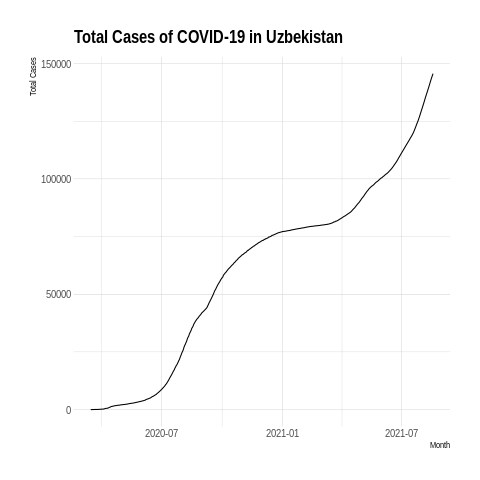 Total Cases of COVID-19 in Uzbekistan
Total Cases
150000
100000
50000
0
2020-07 2021-01 2021-07
Month